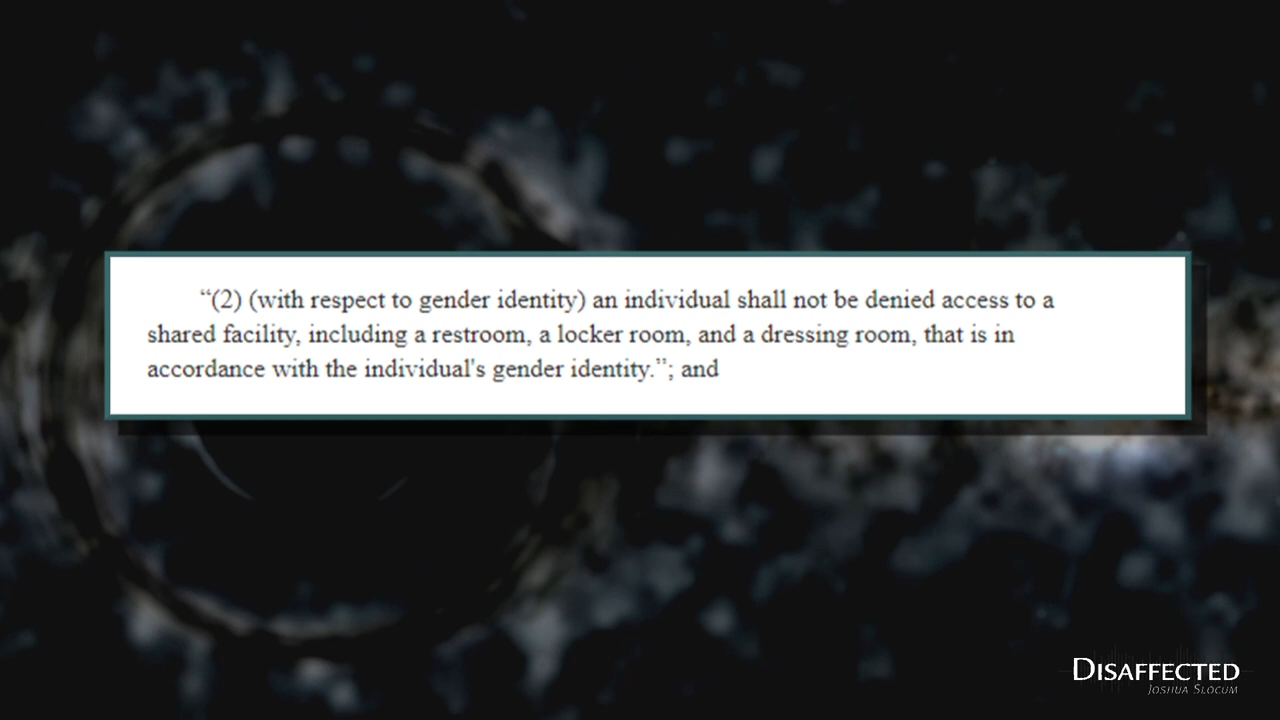 “(2) (with respect to gender identity) an individual shall not be denied access to a
shared facility, including a restroom, a locker room, and a dressing room, that is in
accordance with the individual's gender identity.”; and
DISAFFECTED
JOSHUA SLOCUM